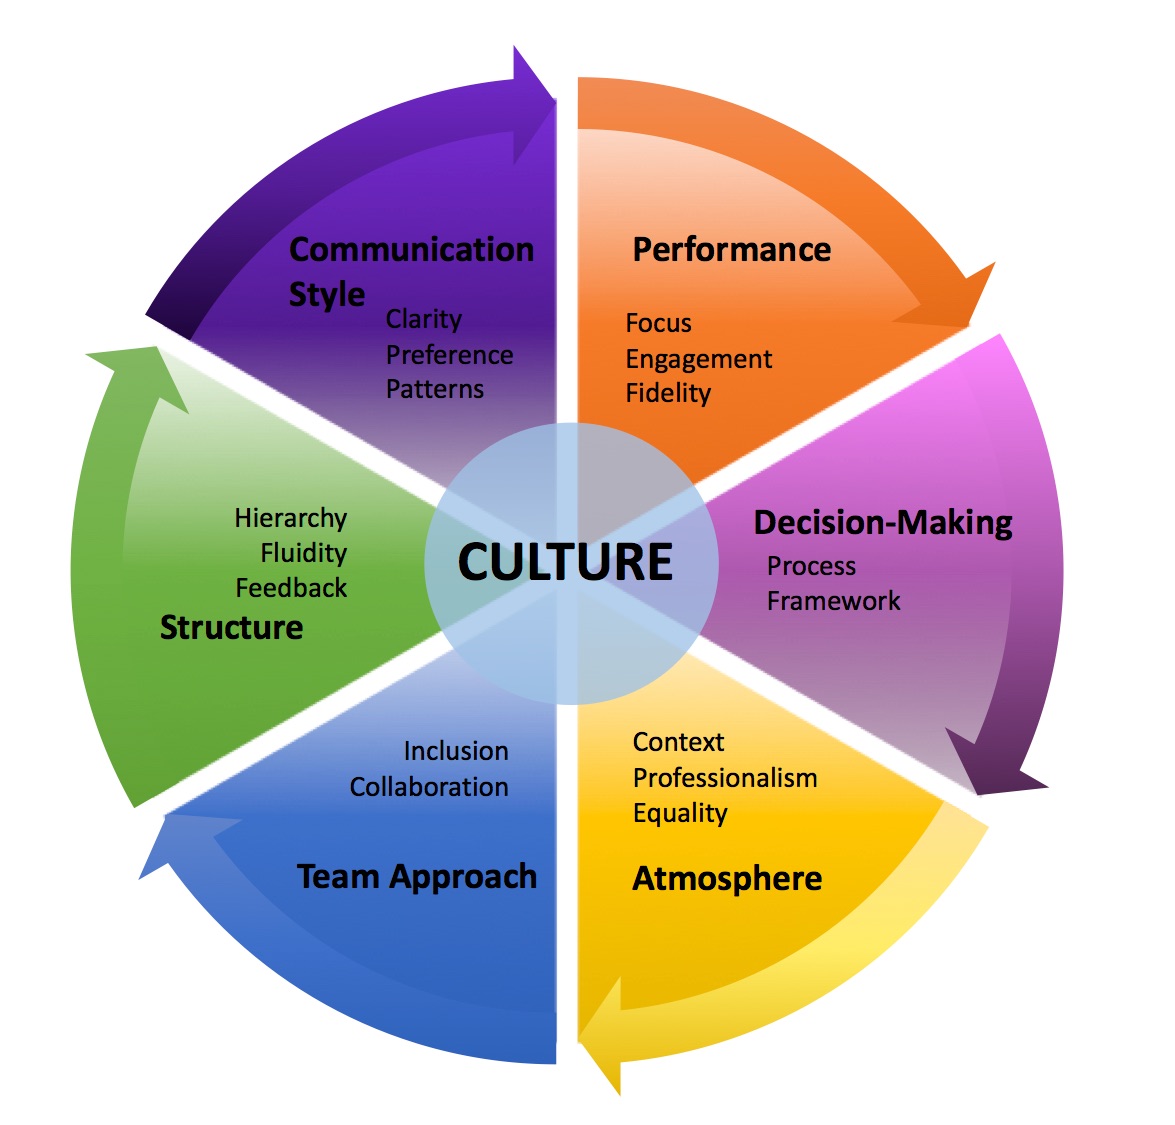 Communication
Style
Clarity
Preference
Patterns
Performance
Focus
Engagement
Fidelity
Decision-Making
Process
Framework
Context
Professionalism
Equality
Atmosphere
Inclusion
Collaboration
Team Approach
Hierarchy
Fluidity
Feedback
Structure
CULTURE